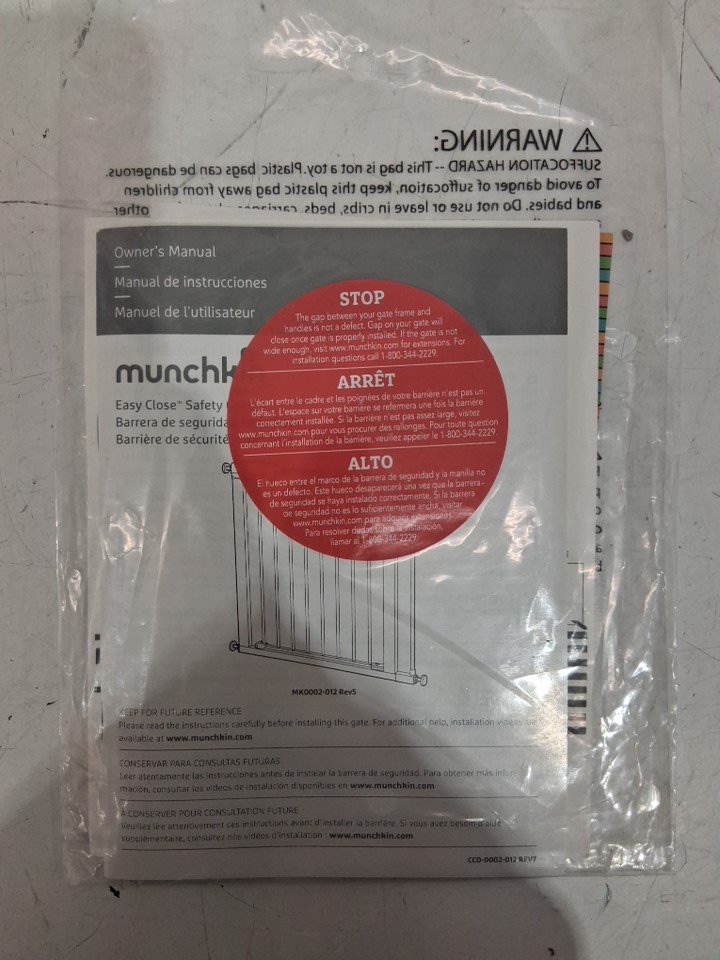 WARNING:
SUFFOCATION HAZARD -- This bag is not a toy. Plastic bags can be dangerous.
To avoid danger of suffocation, keep this plastic bag away from children
and babies. Do not use or leave in cribs, beds, other
Owner's Manual
Manual de instrucciones
Manuel de l'utilisateur
munchk
Easy Close™ Safety
Barrera de segurida
Barrière de sécurité
STOP
The gap between your gate frame and
handles is not a defect. Gap on your gate will
close once gate is properly installed. If the gate is not
wide enough, visit www.munchkin.com for extensions. For
installation questions call 1-800-344-2229.
ARRÊT
L'écart entre le cadre et les poignées de votre barrière n'est pas un
défaut. L'espace sur votre barrière se refermera une fois la barrière
correctement installée. Si la barrière n'est pas assez large, visitez
www.munchkin.com pour vous procurer des rallonges. Pour toute question
concernant l'installation de la barrière, veuillez appeler le 1-800-344-2229.
ALTO
El hueco entre el marco de la barrera de seguridad y la manilla no
es un defecto. Este hueco desaparecerá una vez que la barrera
de seguridad se haya instalado correctamente. Si la barrera
de seguridad no es lo suficientemente ancha, visitar
www.munchkin.com para adquirir extensiones.
Para resolver dudas sobre la instalación,
llamar al 1-800-344-2229.
MK0002-012 Rev5
KEEP FOR FUTURE REFERENCE
Please read the instructions carefully before installing this gate. For additional help, installation videos are
available at www.munchkin.com
CONSERVAR PARA CONSULTAS FUTURAS
Leer atentamente las instrucciones antes de instalar la barrera de seguridad. Para obtener más infor-
mación, consultar los videos de instalación disponibles en www.munchkin.com
À CONSERVER POUR CONSULTATION FUTURE
Veuillez lire attentivement ces instructions avant d'installer la barrière. Si vous avez besoin d'aide
supplémentaire, consultez nos vidéos d'installation : www.munchkin.com
CCD-0002-012 REV7